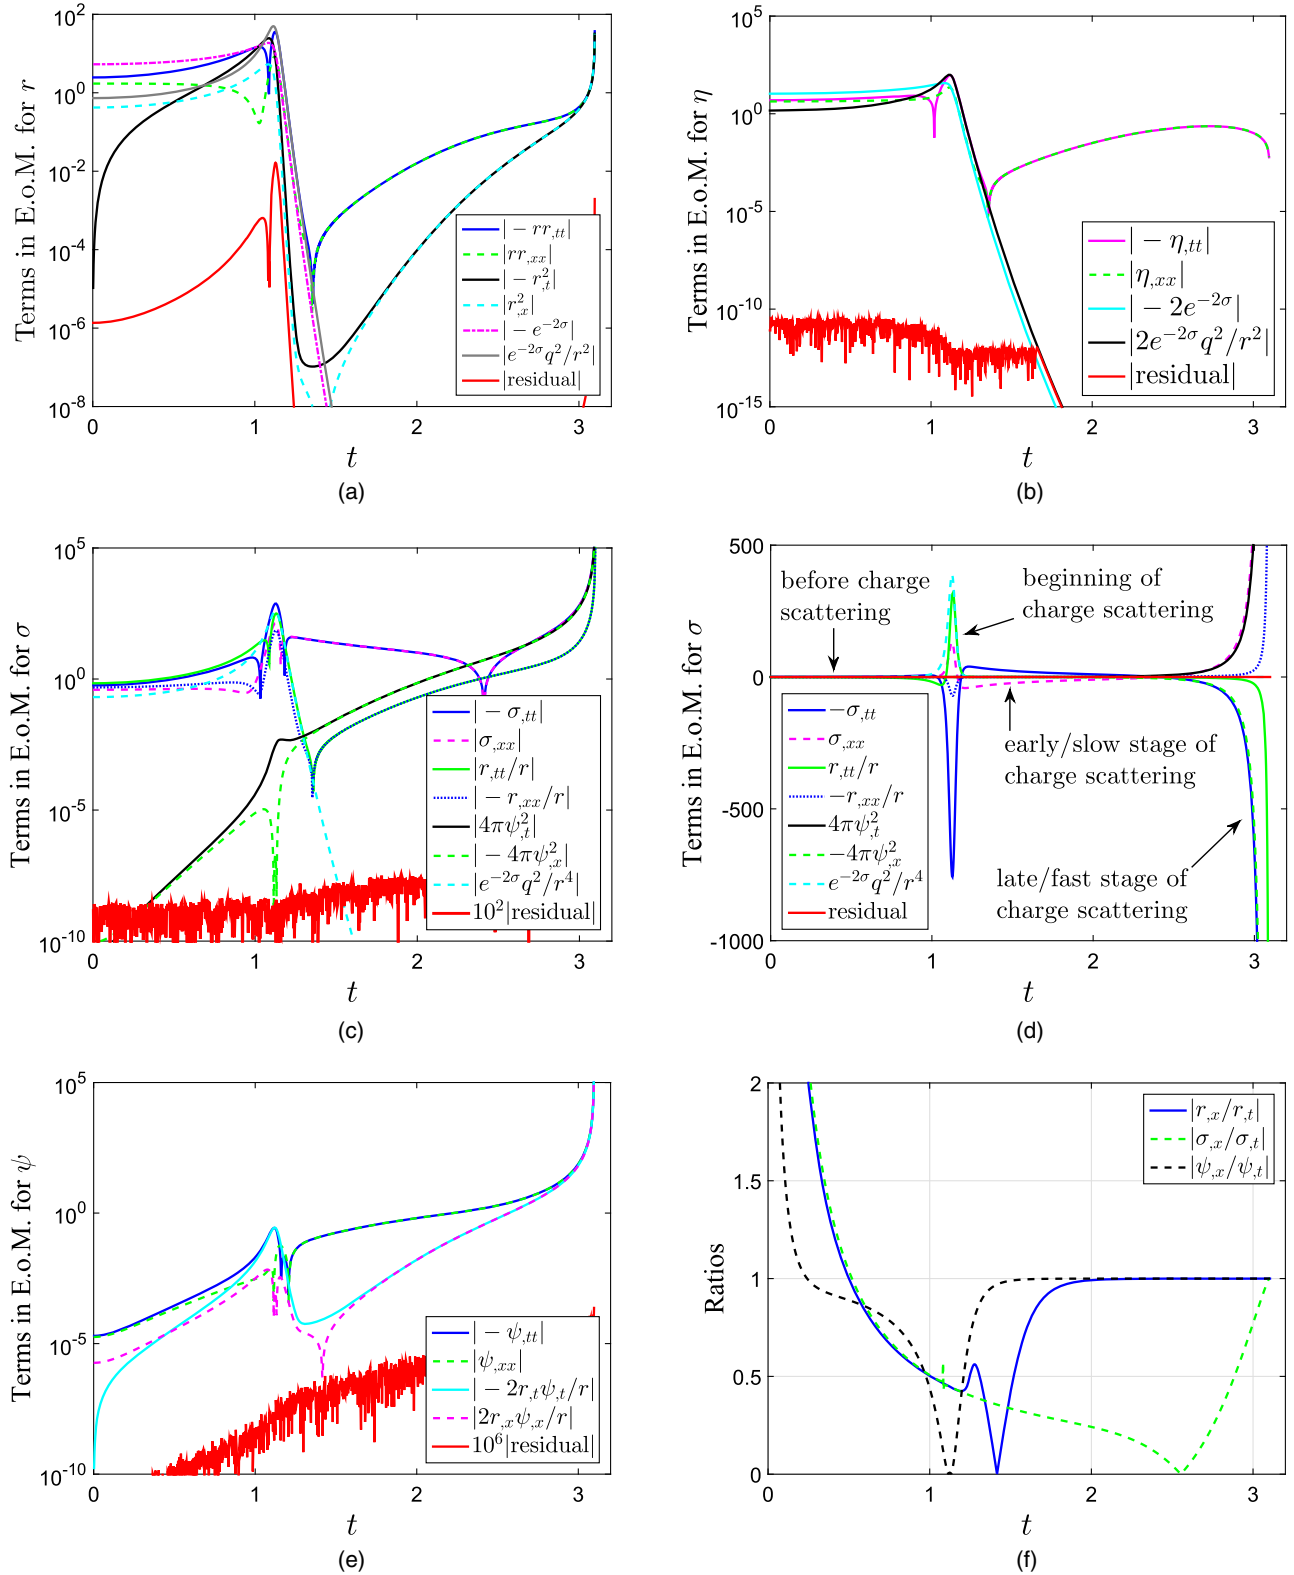 10^2
10^0
10^-2
10^-4
10^-6
10^-8
Terms in E.o.M. for r
|− rr,tt|
|rr,xx|
|− r²,t|
|r²,x|
|− e^{-2σ}|
|e^{-2σ}q²/r²|
|residual|
0 1 2 3
t
(a)
10^5
10^0
10^-5
10^-10
10^-15
Terms in E.o.M. for η
|− η,tt|
|η,xx|
|− 2e^{-2σ}|
|2e^{-2σ}q²/r²|
|residual|
0 1 2 3
t
(b)
10^5
10^0
10^-5
10^-10
Terms in E.o.M. for σ
|− σ,tt|
|σ,xx|
|r,tt/r|
|− r,xx/r|
|4πψ²,t|
|− 4πψ²,x|
|e^{-2σ}q²/r⁴|
10²|residual|
0 1 2 3
t
(c)
500
0
-500
-1000
Terms in E.o.M. for σ
before charge
scattering
beginning of
charge scattering
early/slow stage of
charge scattering
late/fast stage of
charge scattering
−σ,tt
σ,xx
r,tt/r
−r,xx/r
4πψ²,t
−4πψ²,x
e^{-2σ}q²/r⁴
residual
0 1 2 3
t
(d)
10^5
10^0
10^-5
10^-10
Terms in E.o.M. for ψ
|− ψ,tt|
|ψ,xx|
|− 2r,tψ,t/r|
|2r,xψ,x/r|
10⁶|residual|
0 1 2 3
t
(e)
2
1.5
1
0.5
0
Ratios
|r,x/r,t|
|σ,x/σ,t|
|ψ,x/ψ,t|
0 1 2 3
t
(f)